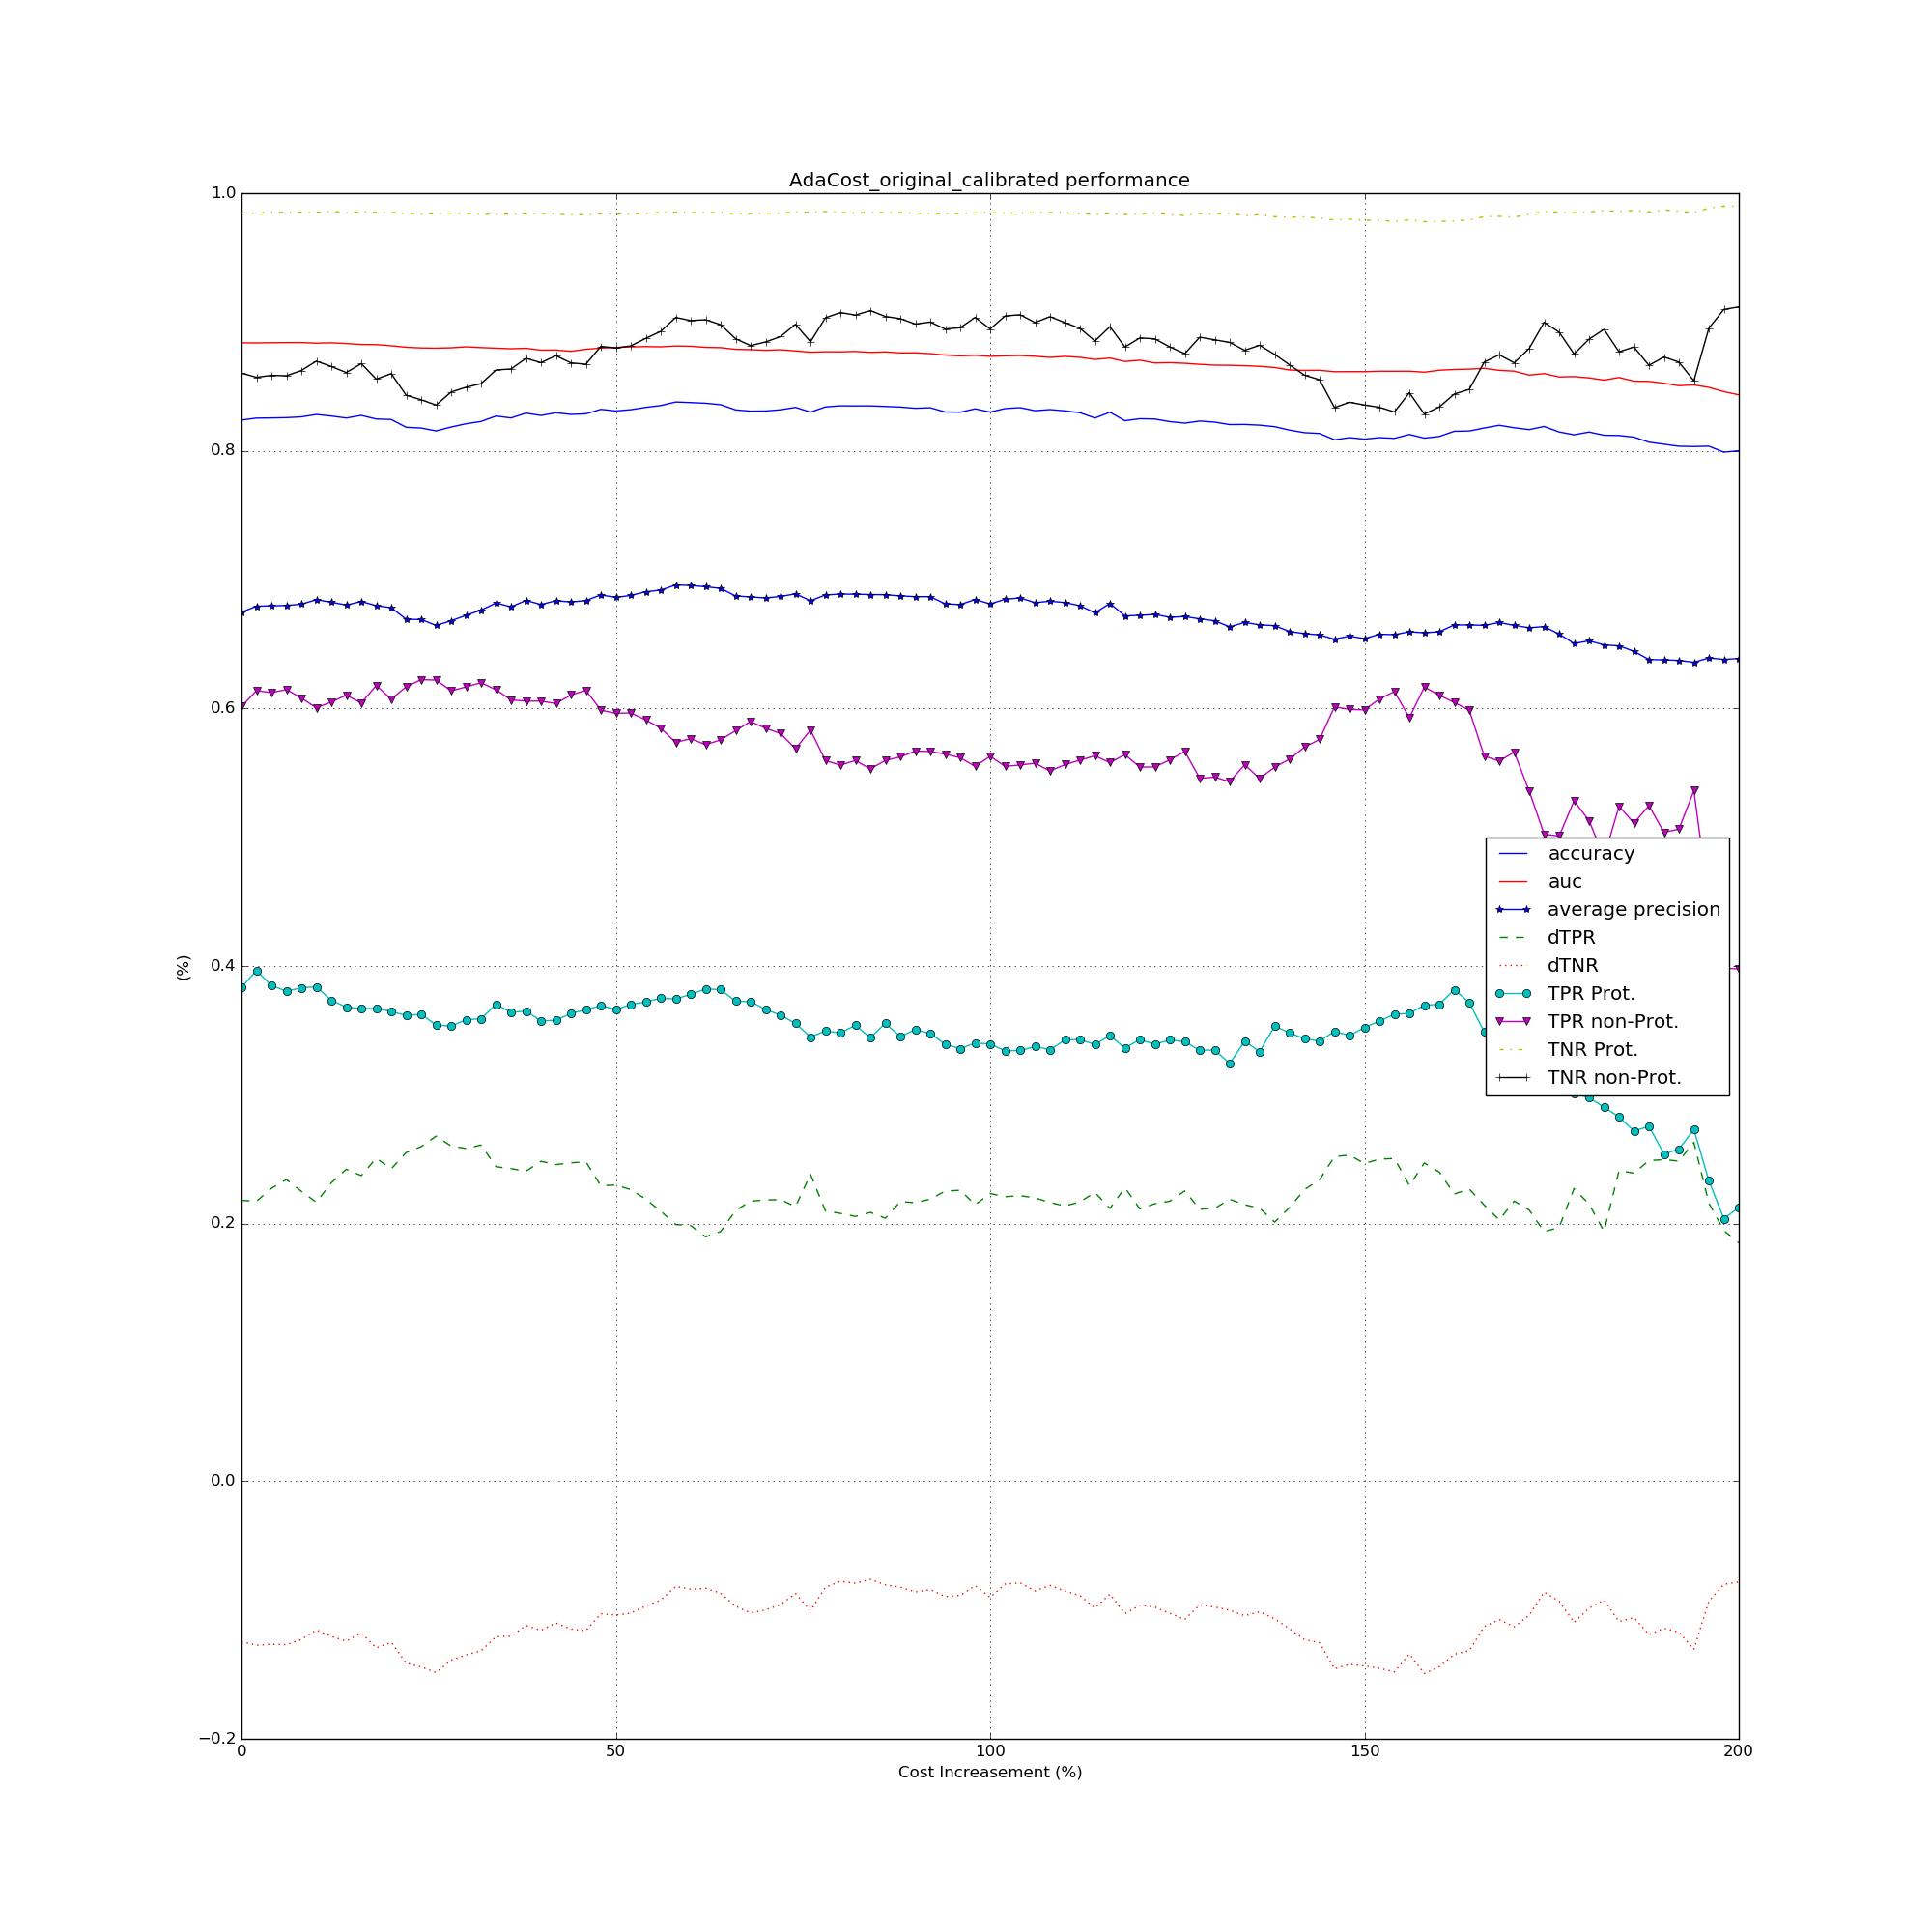 AdaCost_original_calibrated performance
1.0
0.8
0.6
0.4
0.2
0.0
−0.2
(%)
accuracy
auc
average precision
dTPR
dTNR
TPR Prot.
TPR non-Prot.
TNR Prot.
TNR non-Prot.
0 50 100 150 200
Cost Increasement (%)